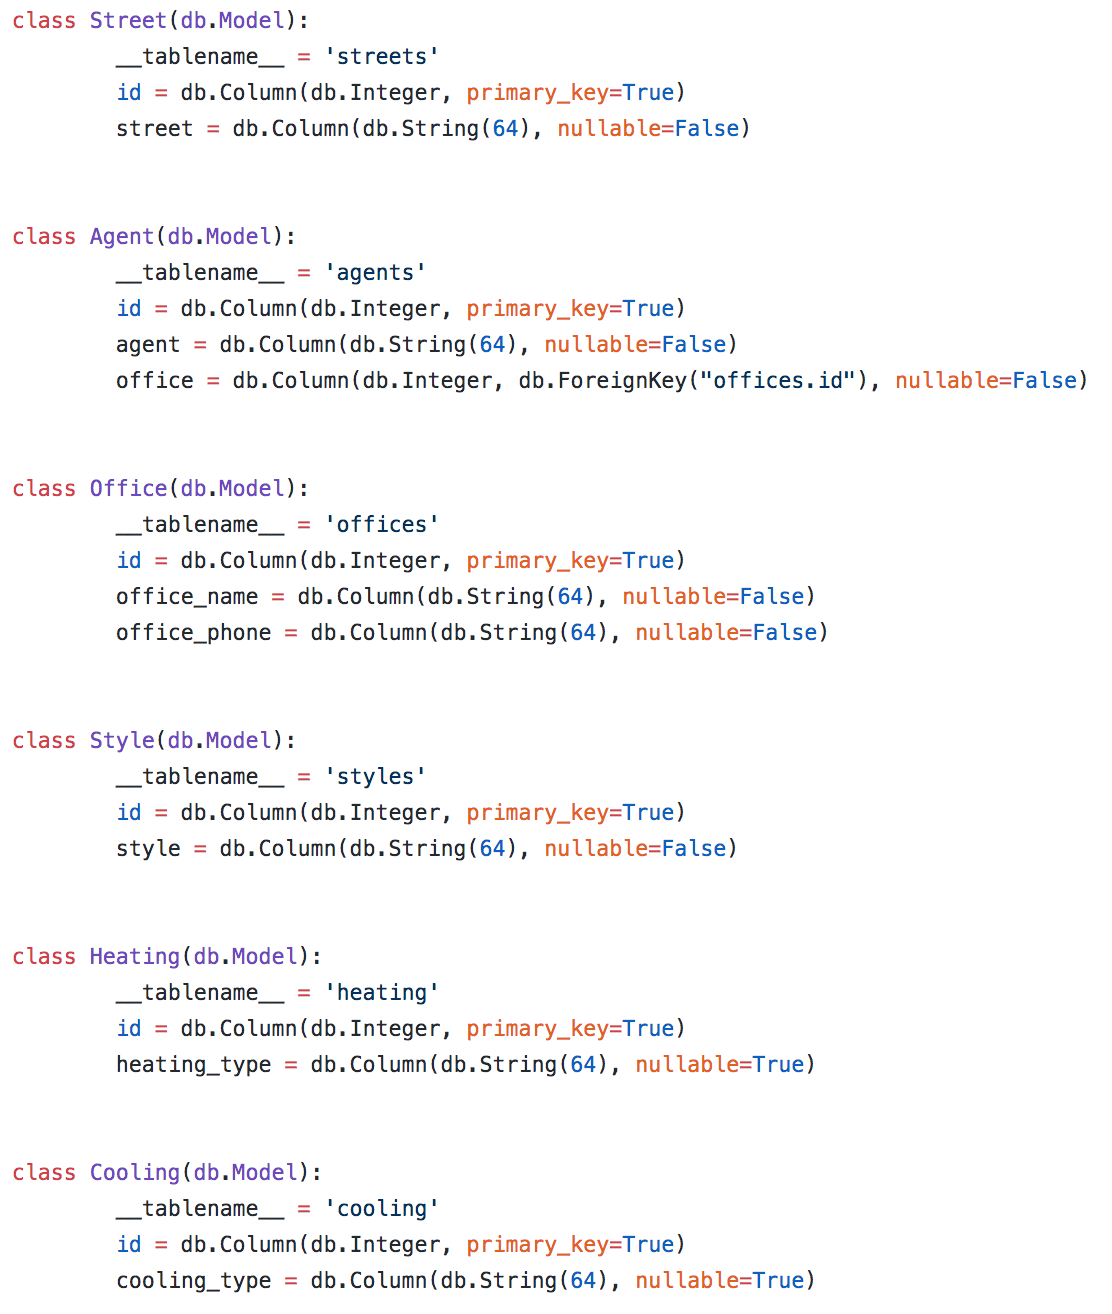 class Street(db.Model):
        __tablename__ = 'streets'
        id = db.Column(db.Integer, primary_key=True)
        street = db.Column(db.String(64), nullable=False)
class Agent(db.Model):
        __tablename__ = 'agents'
        id = db.Column(db.Integer, primary_key=True)
        agent = db.Column(db.String(64), nullable=False)
        office = db.Column(db.Integer, db.ForeignKey("offices.id"), nullable=False)
class Office(db.Model):
        __tablename__ = 'offices'
        id = db.Column(db.Integer, primary_key=True)
        office_name = db.Column(db.String(64), nullable=False)
        office_phone = db.Column(db.String(64), nullable=False)
class Style(db.Model):
        __tablename__ = 'styles'
        id = db.Column(db.Integer, primary_key=True)
        style = db.Column(db.String(64), nullable=False)
class Heating(db.Model):
        __tablename__ = 'heating'
        id = db.Column(db.Integer, primary_key=True)
        heating_type = db.Column(db.String(64), nullable=True)
class Cooling(db.Model):
        __tablename__ = 'cooling'
        id = db.Column(db.Integer, primary_key=True)
        cooling_type = db.Column(db.String(64), nullable=True)